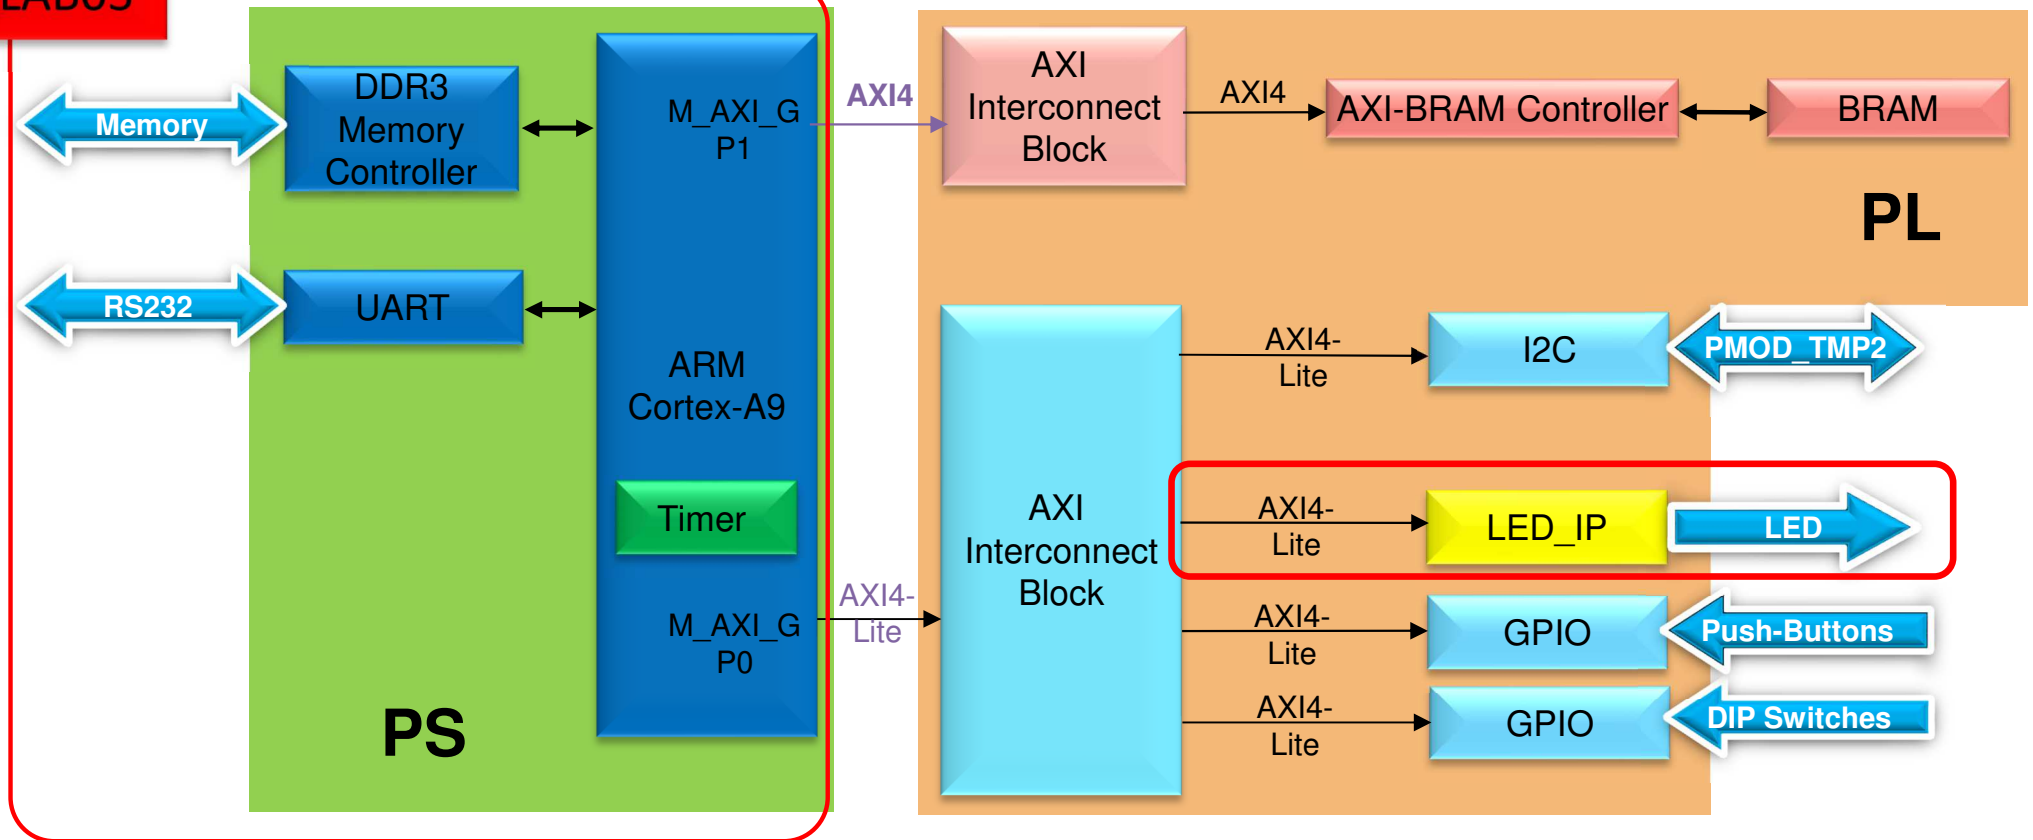 LAB03
DDR3
Memory
Controller
Memory
M_AXI_G
P1
AXI4
AXI
Interconnect
Block
AXI4
AXI-BRAM Controller
BRAM
PL
RS232
UART
ARM
Cortex-A9
Timer
M_AXI_G
P0
PS
AXI4-
Lite
AXI
Interconnect
Block
AXI4-
Lite
I2C
PMOD_TMP2
AXI4-
Lite
LED_IP
LED
AXI4-
Lite
GPIO
Push-Buttons
AXI4-
Lite
GPIO
DIP Switches